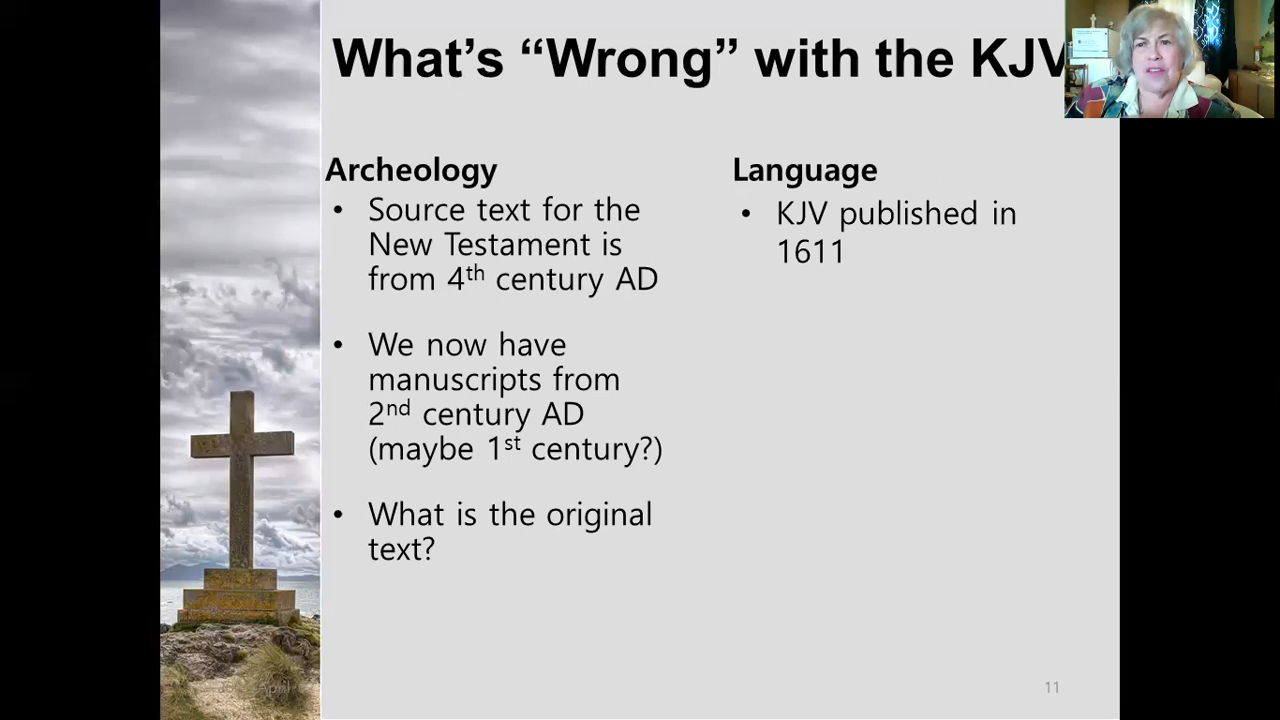 What's “Wrong” with the KJV
Archeology
• Source text for the
New Testament is
from 4th century AD
• We now have
manuscripts from
2nd century AD
(maybe 1st century?)
• What is the original
text?
Language
• KJV published in
1611
April
11